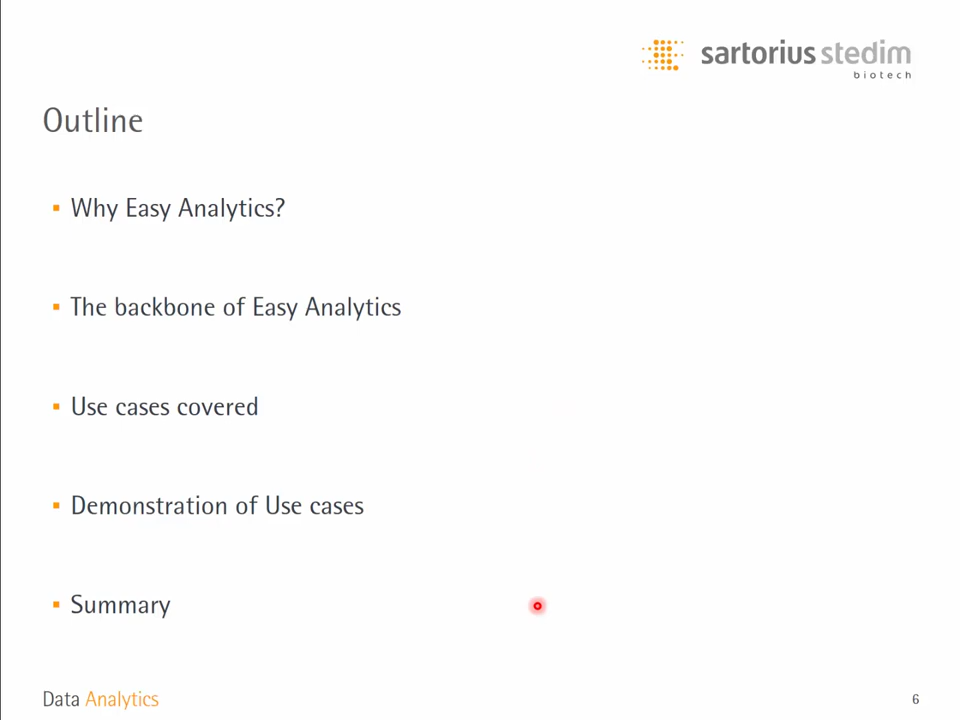 sartorius stedim
biotech
Outline
Why Easy Analytics?
The backbone of Easy Analytics
Use cases covered
Demonstration of Use cases
Summary
Data Analytics
6